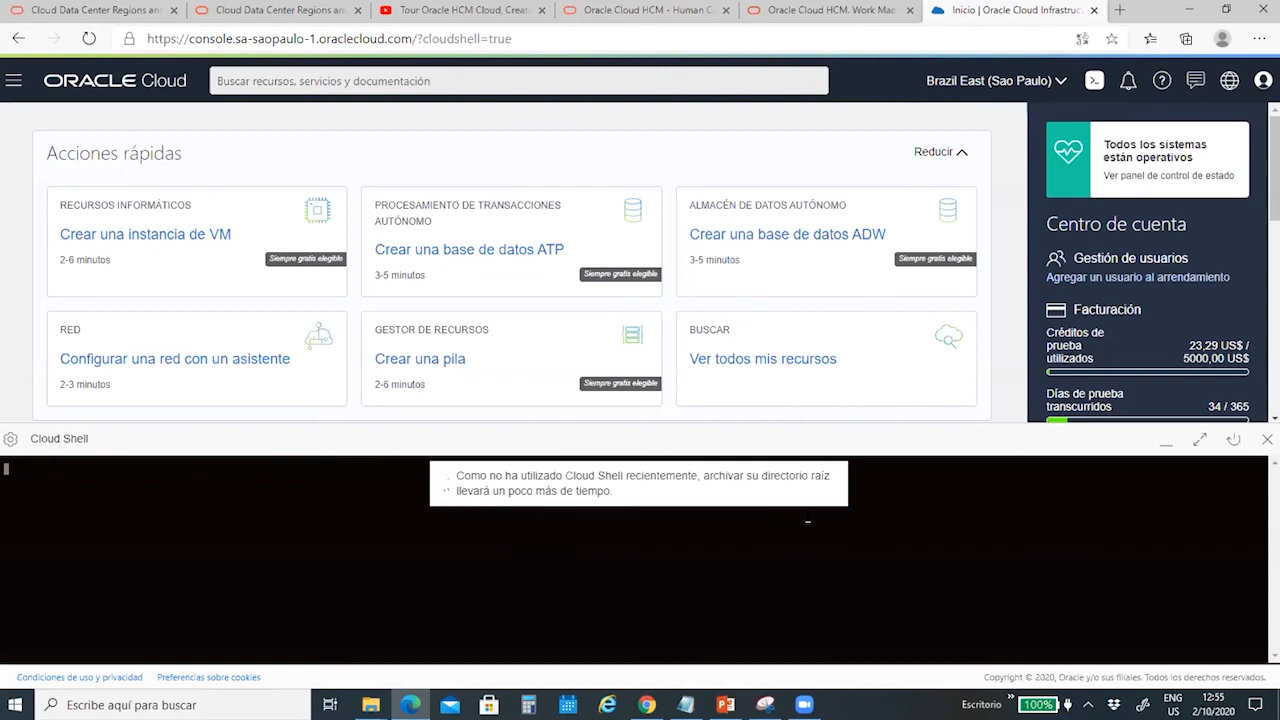 Cloud Data Center Regions an
Cloud Data Center Regions an
Tour Oracle HCM Cloud, Creat
Oracle Cloud HCM - Human Ca
Oracle Cloud HCM. Work Mad
Inicio | Oracle Cloud Infrastruc
https://console.sa-saopaulo-1.oraclecloud.com/?cloudshell=true
ORACLE Cloud
Buscar recursos, servicios y documentación
Brazil East (Sao Paulo)
Acciones rápidas
Reducir
RECURSOS INFORMÁTICOS
Crear una instancia de VM
2-6 minutos
Siempre gratis elegible
PROCESAMIENTO DE TRANSACCIONES
AUTÓNOMO
Crear una base de datos ATP
3-5 minutos
Siempre gratis elegible
ALMACÉN DE DATOS AUTÓNOMO
Crear una base de datos ADW
3-5 minutos
Siempre gratis elegible
RED
Configurar una red con un asistente
2-3 minutos
GESTOR DE RECURSOS
Crear una pila
2-6 minutos
Siempre gratis elegible
BUSCAR
Ver todos mis recursos
Todos los sistemas
están operativos
Ver panel de control de estado
Centro de cuenta
Gestión de usuarios
Agregar un usuario al arrendamiento
Facturación
Créditos de
prueba 23,29 US$ /
utilizados 5000,00 US$
Días de prueba
transcurridos 34 / 365
Cloud Shell
Como no ha utilizado Cloud Shell recientemente, archivar su directorio raíz
llevará un poco más de tiempo.
Condiciones de uso y privacidad
Preferencias sobre cookies
Copyright © 2020, Oracle y/o sus filiales. Todos los derechos reservados.
Escribe aquí para buscar
Escritorio
100%
ENG
US
12:55
2/10/2020